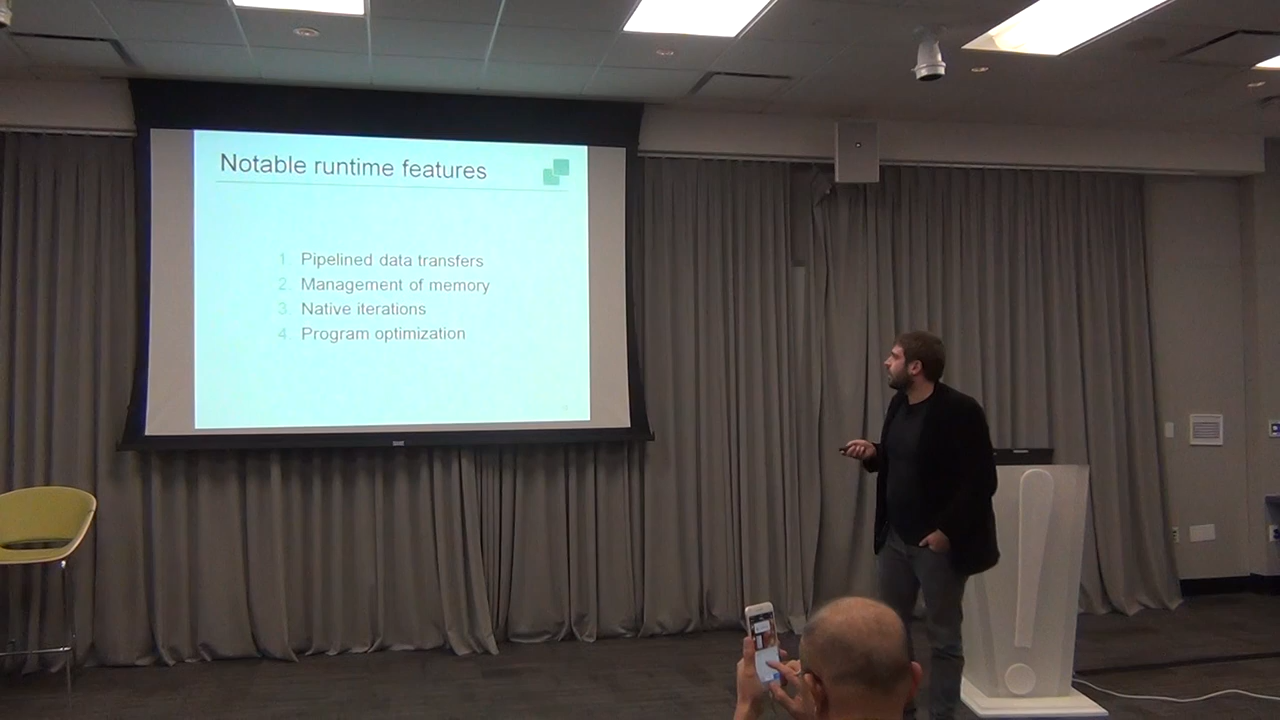 Notable runtime features
1. Pipelined data transfers
2. Management of memory
3. Native iterations
4. Program optimization